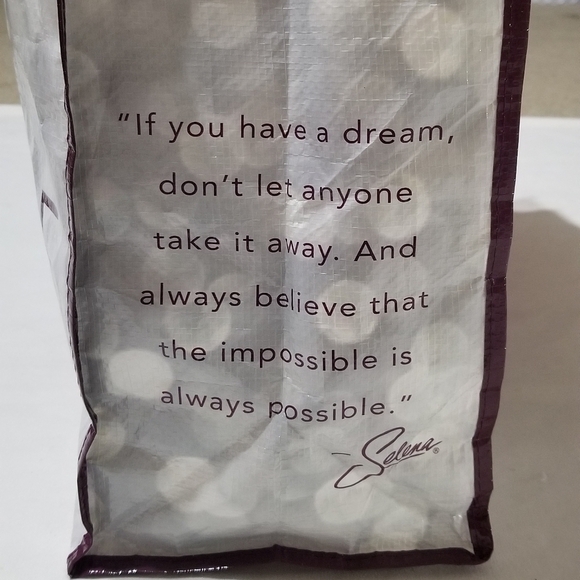 “If you have a dream,
don’t let anyone
take it away. And
always believe that
the impossible is
always possible.”
Selena®